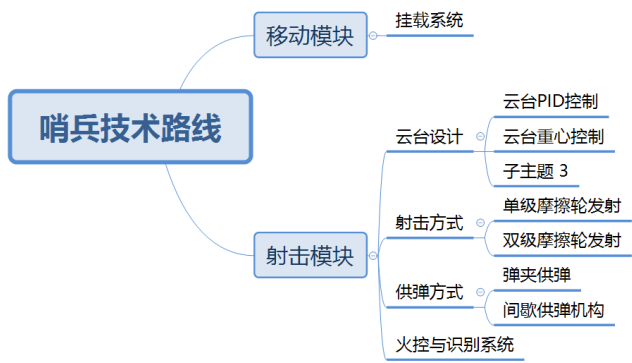 哨兵技术路线
移动模块
挂载系统
射击模块
云台设计
云台PID控制
云台重心控制
子主题 3
射击方式
单级摩擦轮发射
双级摩擦轮发射
供弹方式
弹夹供弹
间歇供弹机构
火控与识别系统